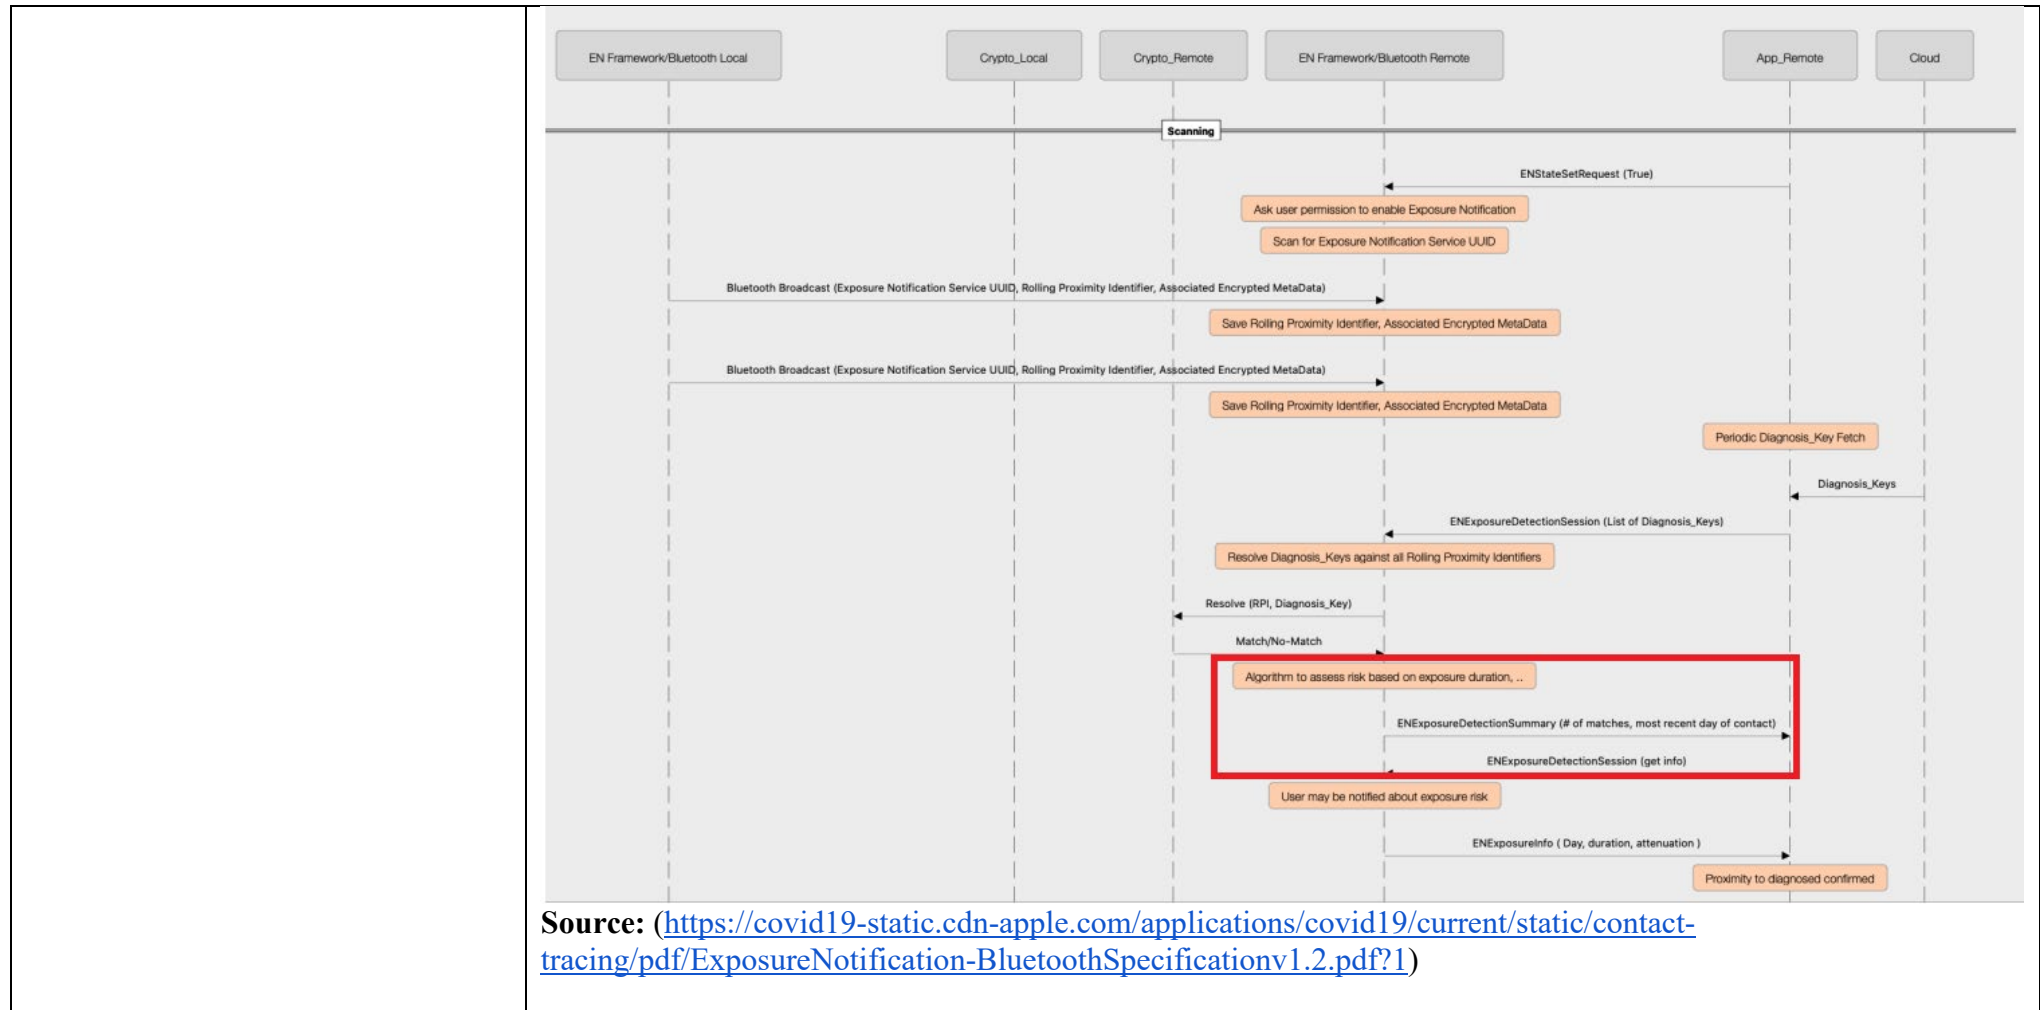 EN Framework/Bluetooth Local
Crypto_Local
Crypto_Remote
EN Framework/Bluetooth Remote
App_Remote
Cloud
Scanning
ENStateSetRequest (True)
Ask user permission to enable Exposure Notification
Scan for Exposure Notification Service UUID
Bluetooth Broadcast (Exposure Notification Service UUID, Rolling Proximity Identifier, Associated Encrypted MetaData)
Save Rolling Proximity Identifier, Associated Encrypted MetaData
Bluetooth Broadcast (Exposure Notification Service UUID, Rolling Proximity Identifier, Associated Encrypted MetaData)
Save Rolling Proximity Identifier, Associated Encrypted MetaData
Periodic Diagnosis_Key Fetch
Diagnosis_Keys
ENExposureDetectionSession (List of Diagnosis_Keys)
Resolve Diagnosis_Keys against all Rolling Proximity Identifiers
Resolve (RPI, Diagnosis_Key)
Match/No-Match
Algorithm to assess risk based on exposure duration, ..
ENExposureDetectionSummary (# of matches, most recent day of contact)
ENExposureDetectionSession (get info)
User may be notified about exposure risk
ENExposureInfo ( Day, duration, attenuation )
Proximity to diagnosed confirmed
Source: (https://covid19-static.cdn-apple.com/applications/covid19/current/static/contact-
tracing/pdf/ExposureNotification-BluetoothSpecificationv1.2.pdf?1)